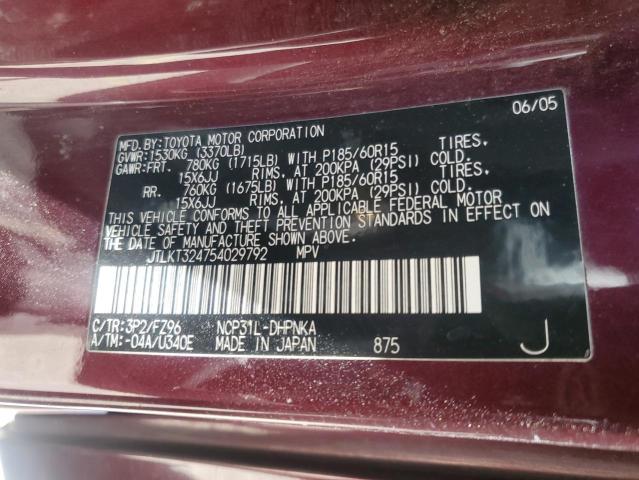 06/05
MFD.BY:TOYOTA MOTOR CORPORATION
GVWR:1530KG (3370LB)
GAWR:FRT. 780KG (1715LB) WITH P185/60R15 TIRES.
15X6JJ RIMS. AT 200KPA (29PSI) COLD.
RR. 760KG (1675LB) WITH P185/60R15 TIRES.
15X6JJ RIMS. AT 200KPA (29PSI) COLD.
THIS VEHICLE CONFORMS TO ALL APPLICABLE FEDERAL MOTOR
VEHICLE SAFETY AND THEFT PREVENTION STANDARDS IN EFFECT ON
THE DATE OF MANUFACTURE SHOWN ABOVE.
JTLKT324754029792 MPV
C/TR:3P2/FZ96 NCP31L-DHPNKA
A/TM:-04A/U340E MADE IN JAPAN 875 J